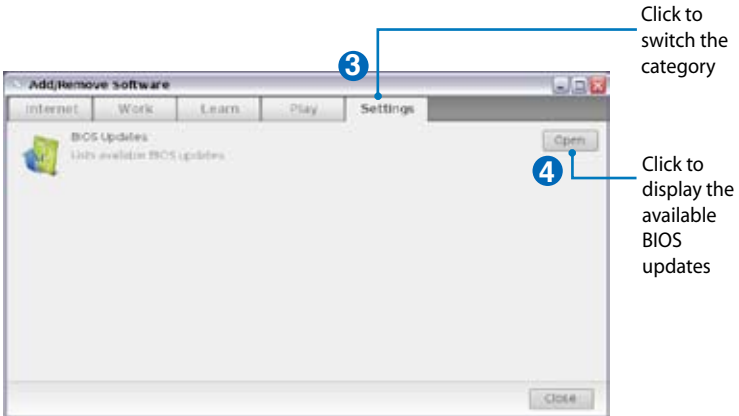 Click to
switch the
category
3
Add/Remove Software
Internet Work Learn Play Settings
BIOS Updates
Lists available BIOS updates
Open
4
Click to
display the
available
BIOS
updates
Close